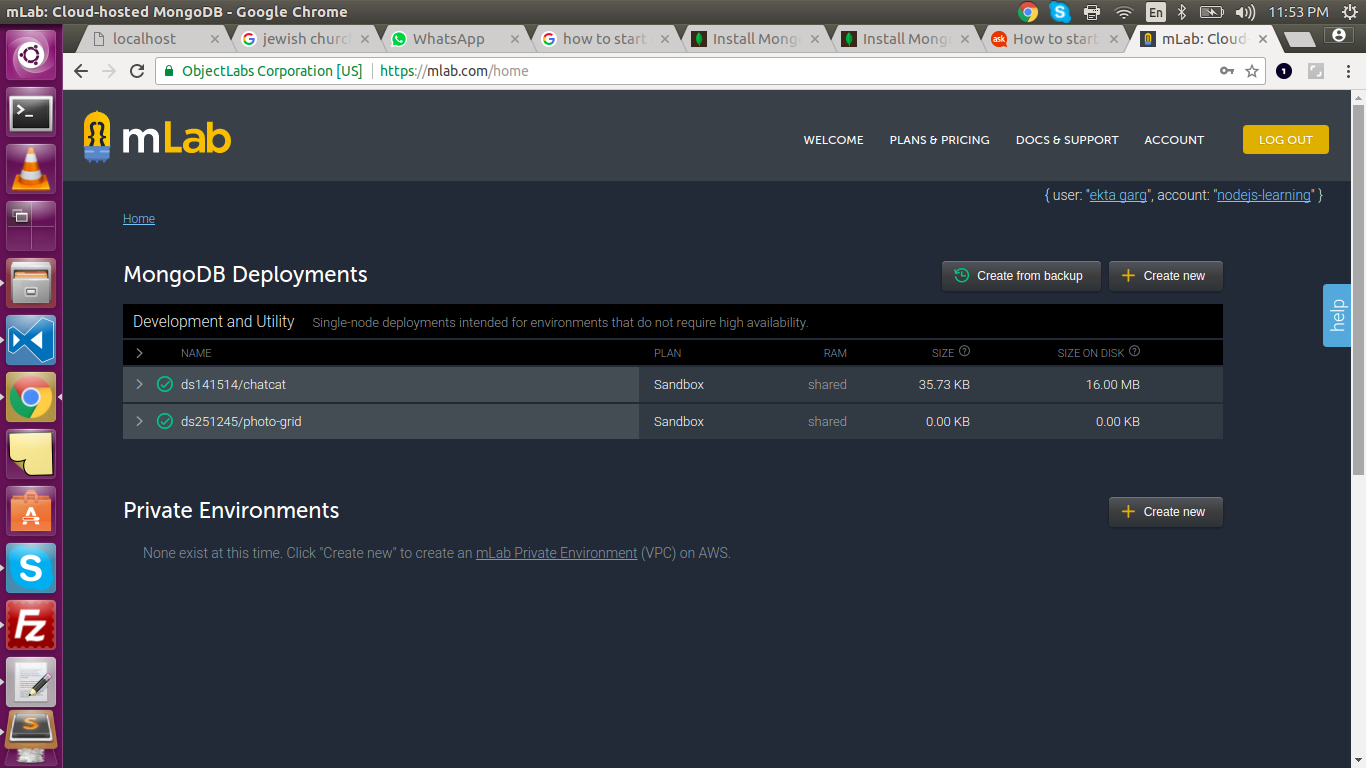 mLab: Cloud-hosted MongoDB - Google Chrome
En
11:53 PM
localhost
jewish churc
WhatsApp
how to start
Install Mong
Install Mong
ask
How to start
mLab: Cloud-
ObjectLabs Corporation [US]
https://mlab.com/home
mLab
WELCOME
PLANS & PRICING
DOCS & SUPPORT
ACCOUNT
LOG OUT
{ user: "ekta.garg", account: "nodejs-learning" }
Home
MongoDB Deployments
Create from backup
Create new
help
Development and Utility Single-node deployments intended for environments that do not require high availability.
NAME PLAN RAM SIZE SIZE ON DISK
ds141514/chatcat Sandbox shared 35.73 KB 16.00 MB
ds251245/photo-grid Sandbox shared 0.00 KB 0.00 KB
Private Environments
Create new
None exist at this time. Click "Create new" to create an mLab Private Environment (VPC) on AWS.